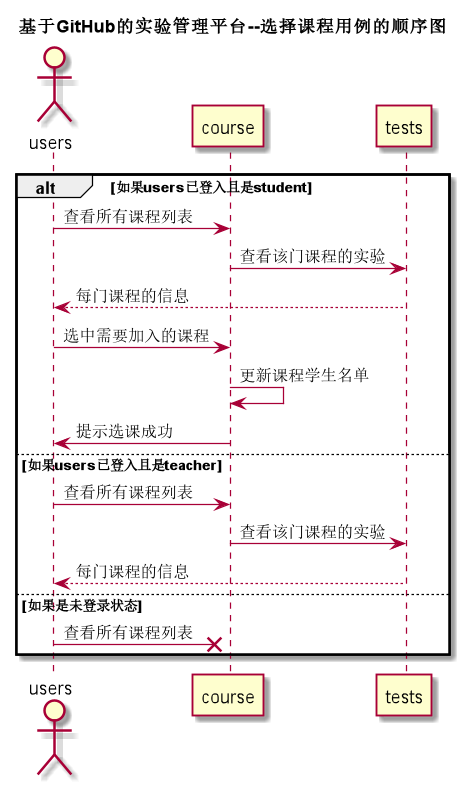 基于GitHub的实验管理平台--选择课程用例的顺序图
users
course
tests
alt [如果users已登入且是student]
查看所有课程列表
查看该门课程的实验
每门课程的信息
选中需要加入的课程
更新课程学生名单
提示选课成功
[如果users已登入且是teacher]
查看所有课程列表
查看该门课程的实验
每门课程的信息
[如果是未登录状态]
查看所有课程列表
users
course
tests